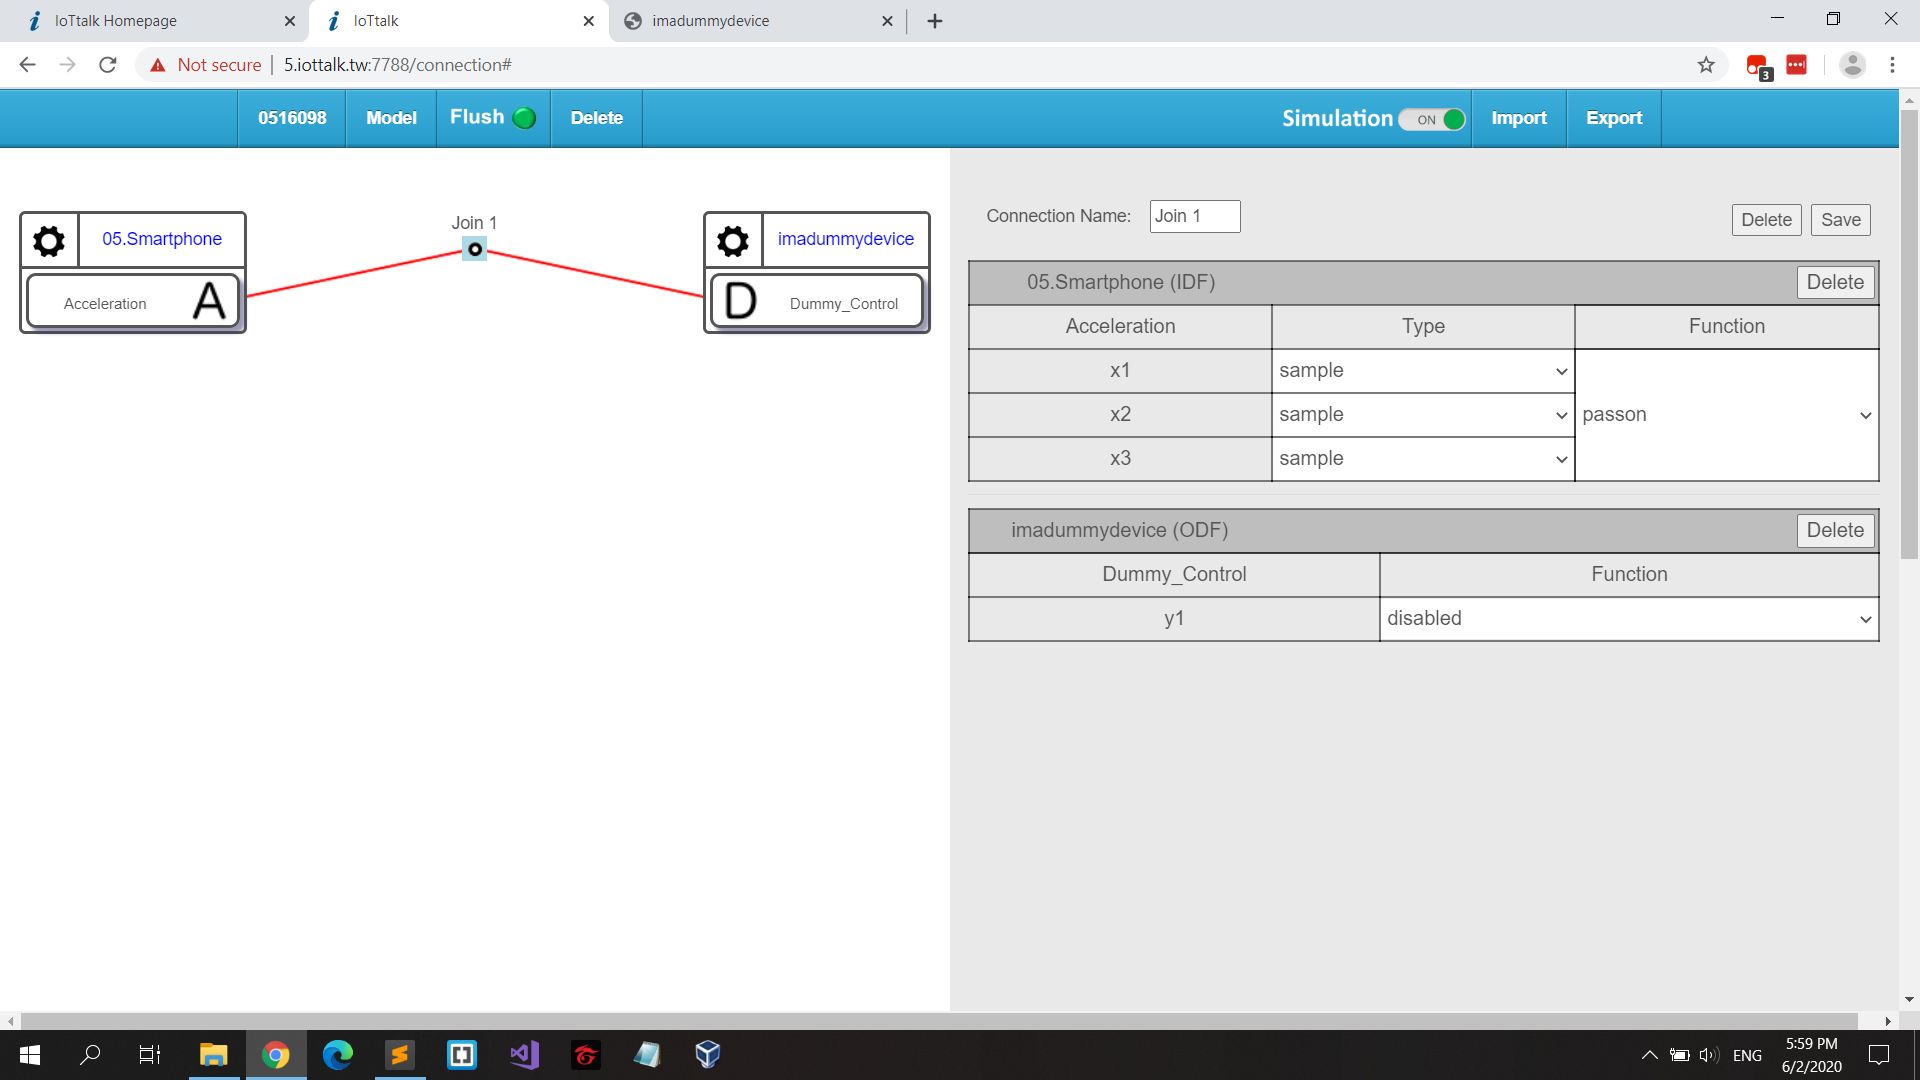 IoTtalk Homepage
IoTtalk
imadummydevice
Not secure
5.iottalk.tw:7788/connection#
3
0516098
Model
Flush
Delete
Simulation
ON
Import
Export
05.Smartphone
Acceleration
A
Join 1
imadummydevice
D
Dummy_Control
Connection Name:
Join 1
Delete
Save
05.Smartphone (IDF)
Delete
Acceleration
Type
Function
x1
sample
x2
sample
passon
x3
sample
imadummydevice (ODF)
Delete
Dummy_Control
Function
y1
disabled
ENG
5:59 PM
6/2/2020